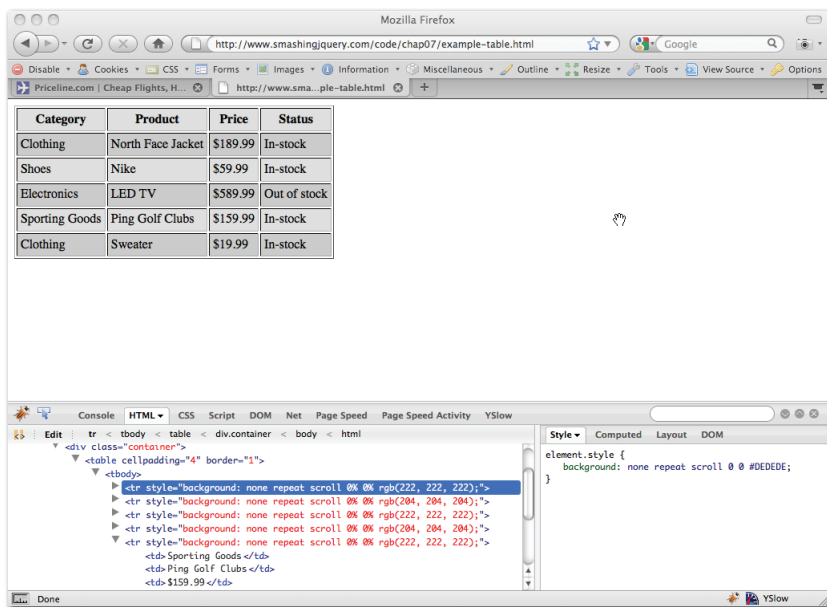 Mozilla Firefox
http://www.smashingjquery.com/code/chap07/example-table.html
Google
Disable Cookies CSS Forms Images Information Miscellaneous Outline Resize Tools View Source Options
Priceline.com | Cheap Flights, H... http://www.sma...ple-table.html +
Category Product Price Status
Clothing North Face Jacket $189.99 In-stock
Shoes Nike $59.99 In-stock
Electronics LED TV $589.99 Out of stock
Sporting Goods Ping Golf Clubs $159.99 In-stock
Clothing Sweater $19.99 In-stock
Console HTML CSS Script DOM Net Page Speed Page Speed Activity YSlow
Edit tr < tbody < table < div.container < body < html
Style Computed Layout DOM
<div class="container">
<table cellpadding="4" border="1">
<tbody>
<tr style="background: none repeat scroll 0% 0% rgb(222, 222, 222);">
<tr style="background: none repeat scroll 0% 0% rgb(204, 204, 204);">
<tr style="background: none repeat scroll 0% 0% rgb(222, 222, 222);">
<tr style="background: none repeat scroll 0% 0% rgb(204, 204, 204);">
<tr style="background: none repeat scroll 0% 0% rgb(222, 222, 222);">
<td>Sporting Goods</td>
<td>Ping Golf Clubs</td>
<td>$159.99</td>
element.style {
background: none repeat scroll 0 0 #DEDEDE;
}
Done
YSlow